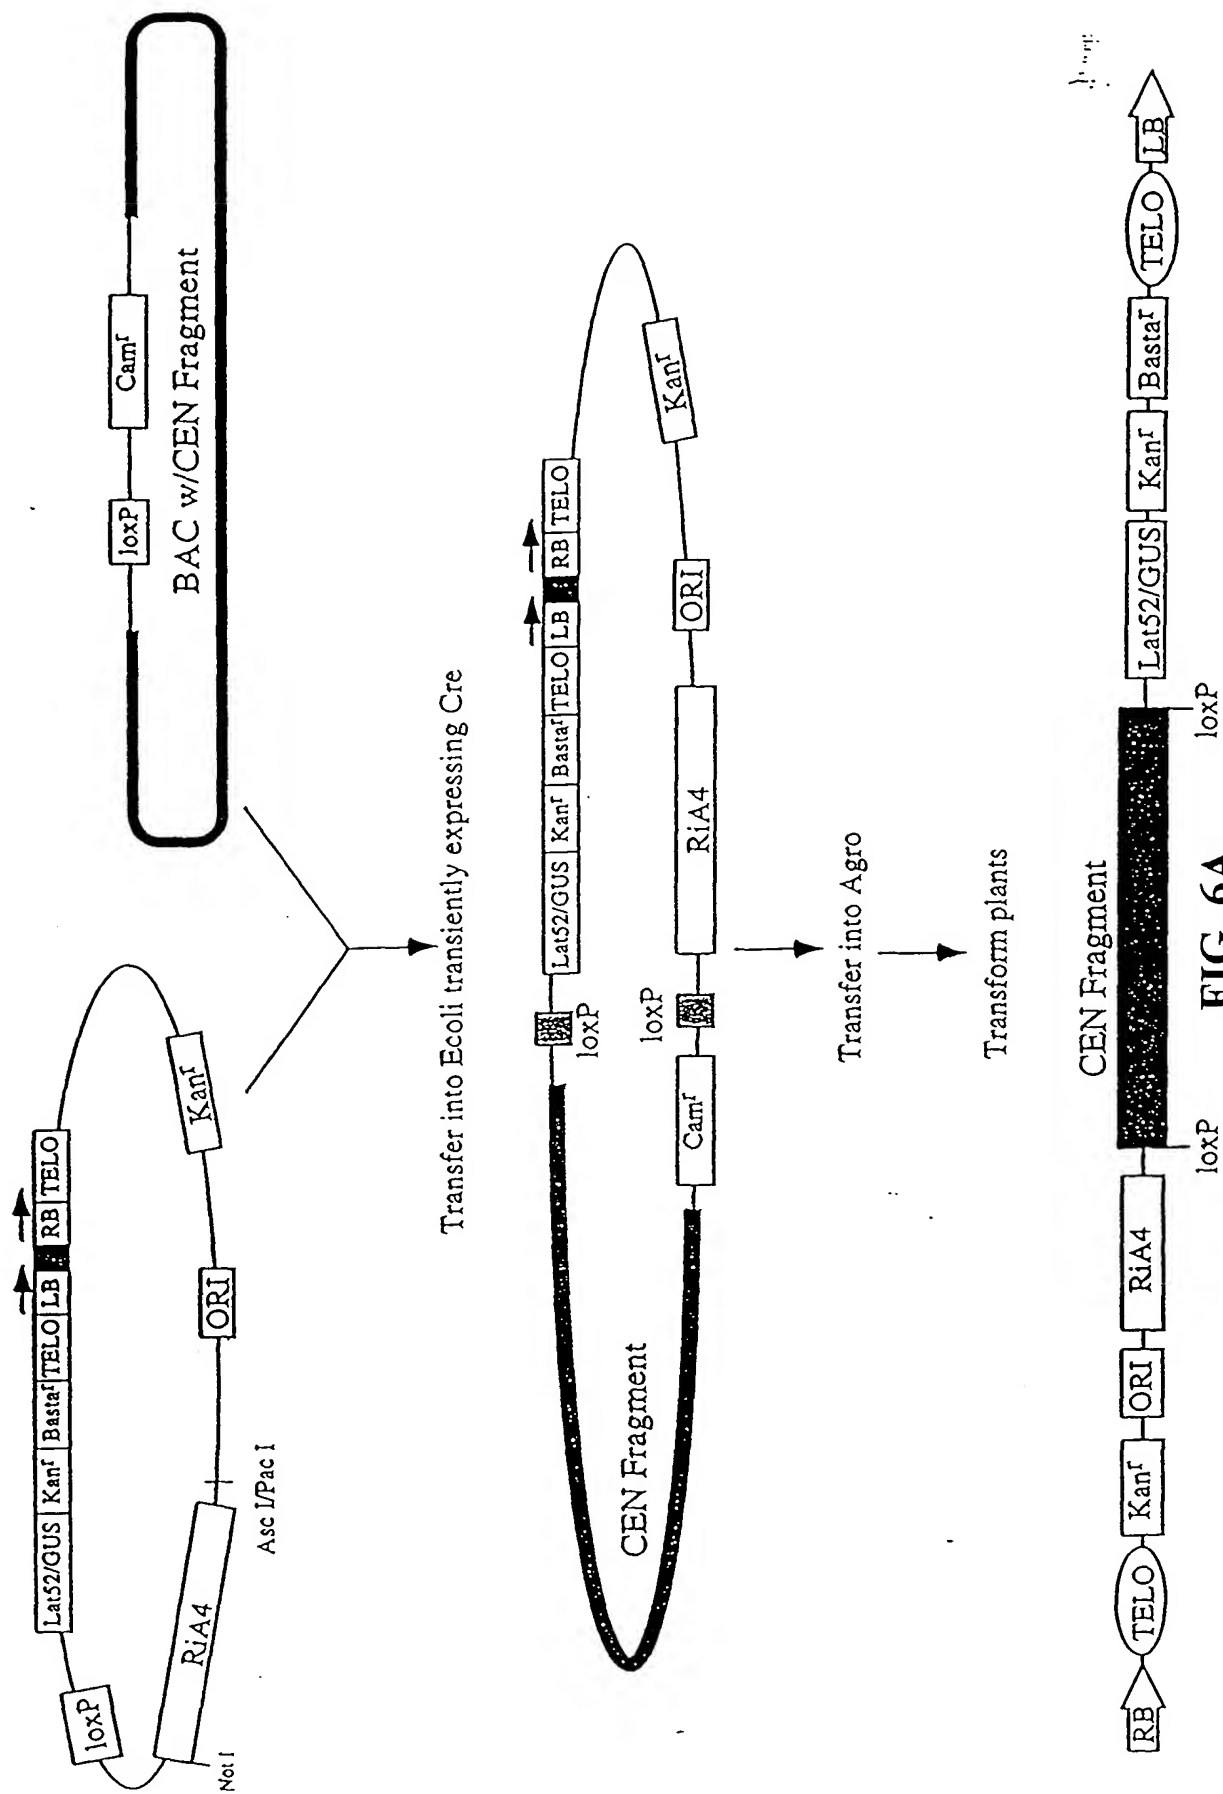 Lat52/GUS Kanʳ Bastaʳ TELO LB RB TELO
loxP
Kanʳ
RiA4
ORI
Not I
Asc I/Pac I
loxP
Camʳ
BAC w/CEN Fragment
Transfer into Ecoli transiently expressing Cre
Lat52/GUS Kanʳ Bastaʳ TELO LB RB TELO
loxP
Kanʳ
CEN Fragment
loxP
Camʳ
RiA4
ORI
Transfer into Agro
Transform plants
CEN Fragment
RB TELO Kanʳ ORI RiA4 Lat52/GUS Kanʳ Bastaʳ TELO LB
loxP
loxP
FIG. 6A